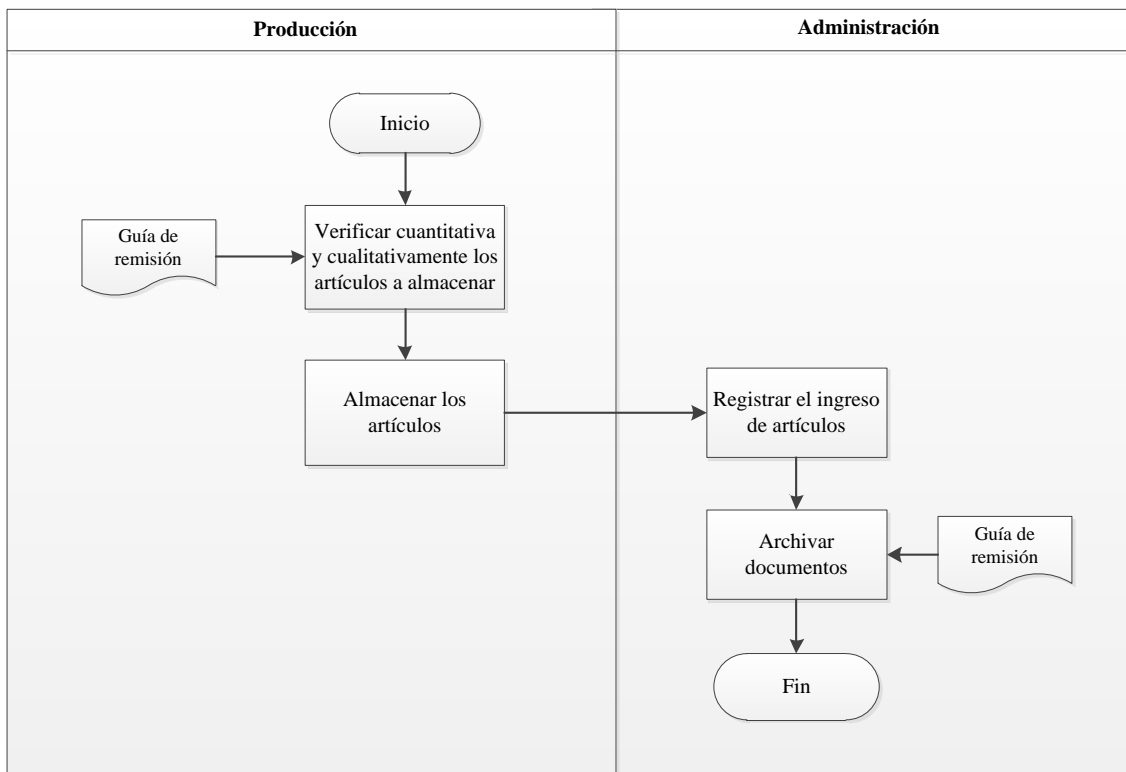 Producción
Administración
Inicio
Guía de
remisión
Verificar cuantitativa
y cualitativamente los
artículos a almacenar
Almacenar los
artículos
Registrar el ingreso
de artículos
Archivar
documentos
Guía de
remisión
Fin